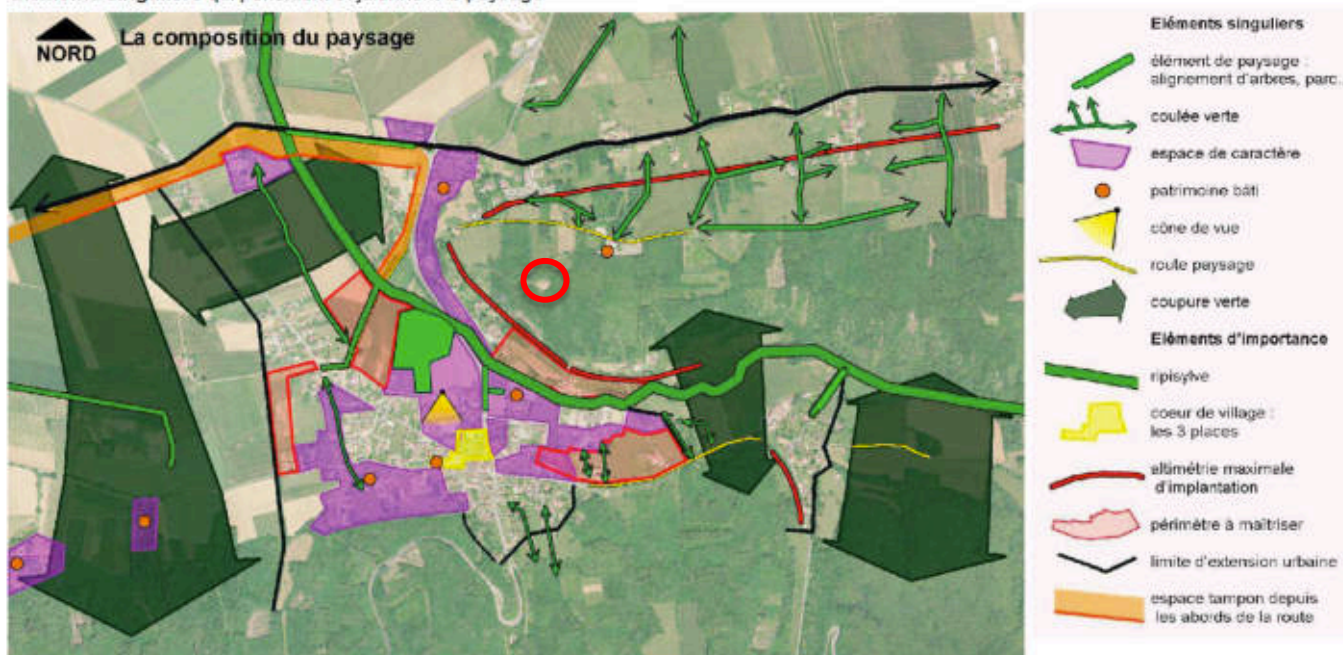 La composition du paysage
NORD
Eléments singuliers
élément de paysage :
alignement d'arbres, parc.
coulée verte
espace de caractère
patrimoine bâti
cône de vue
route paysage
coupure verte
Eléments d'importance
ripisylve
coeur de village :
les 3 places
altimétrie maximale
d'implantation
périmètre à maîtriser
limite d'extension urbaine
espace tampon depuis
les abords de la route